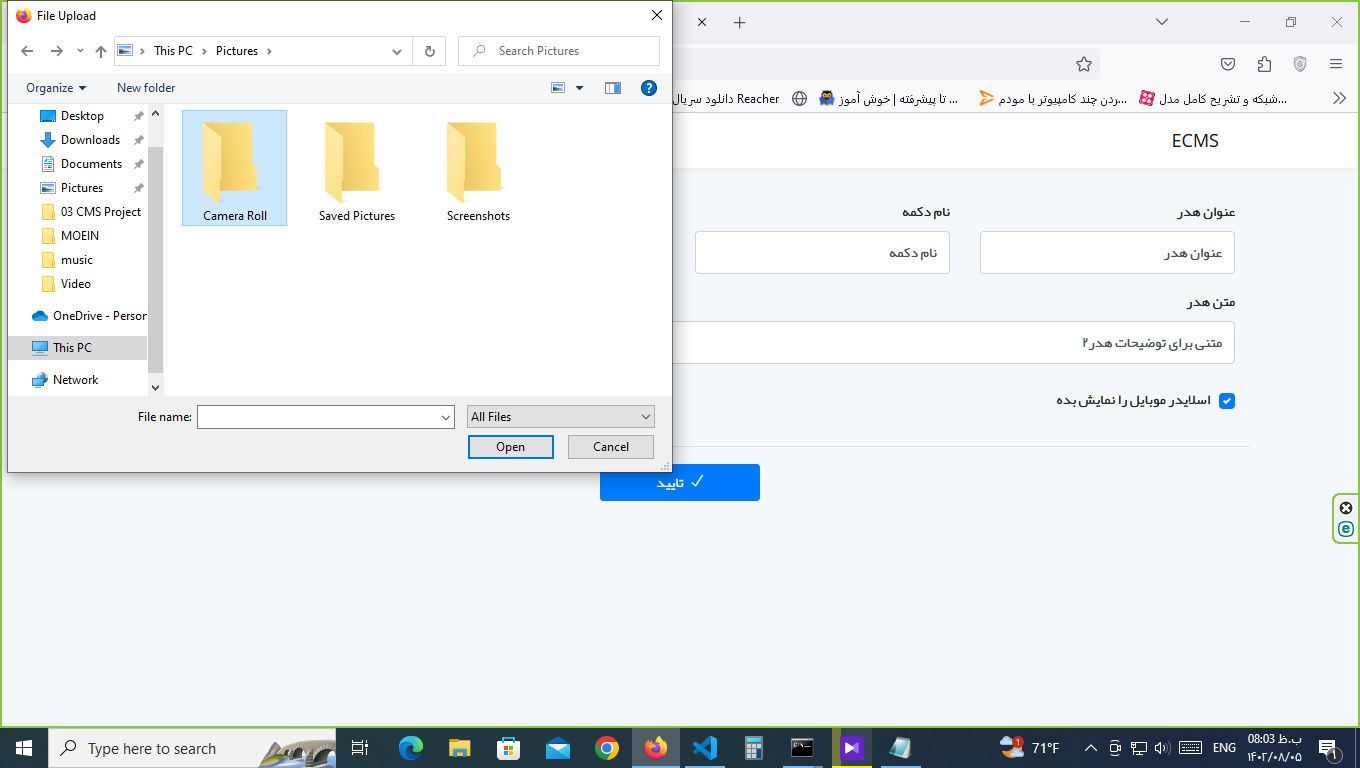 File Upload
This PC
Pictures
Search Pictures
Organize
New folder
Desktop
Downloads
Documents
Pictures
03 CMS Project
MOEIN
music
Video
OneDrive - Person
This PC
Network
Camera Roll
Saved Pictures
Screenshots
File name:
All Files
Open
Cancel
دانلود سریال Reacher
تا پیشرفته | خوش آموز ...
ردن چند کامپیوتر با مودم...
شبکه و تشریح کامل مدل...
ECMS
عنوان هدر
نام دکمه
عنوان هدر
نام دکمه
متن هدر
متنی برای توضیحات هدر۲
اسلایدر موبایل را نمایش بده
تایید
Type here to search
1
71°F
ENG
08:03 ب.ظ
۱۴۰۲/۰۸/۰۵
1